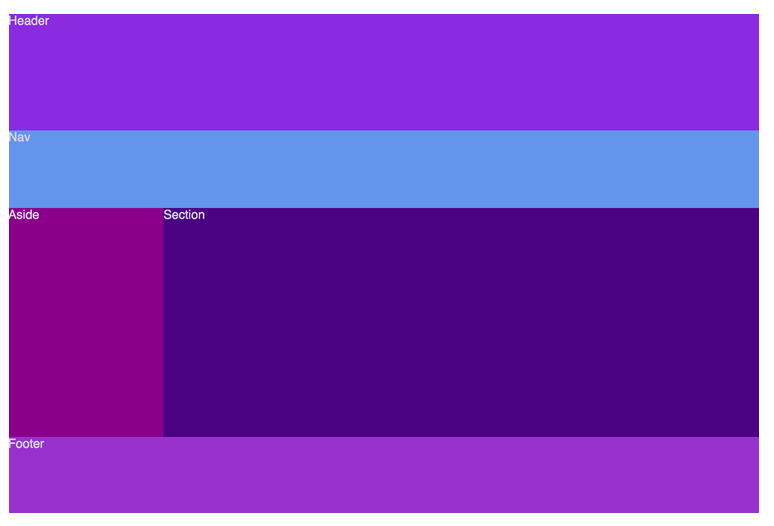 Header
Nav
Aside
Section
Footer